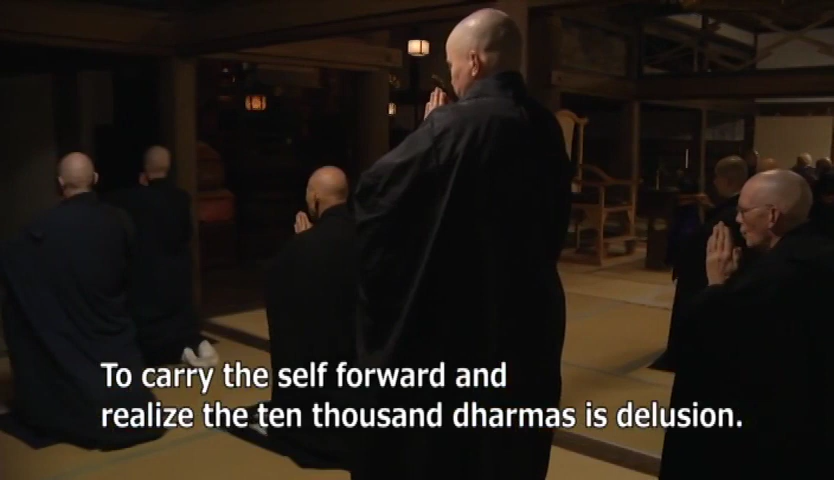 To carry the self forward and
realize the ten thousand dharmas is delusion.